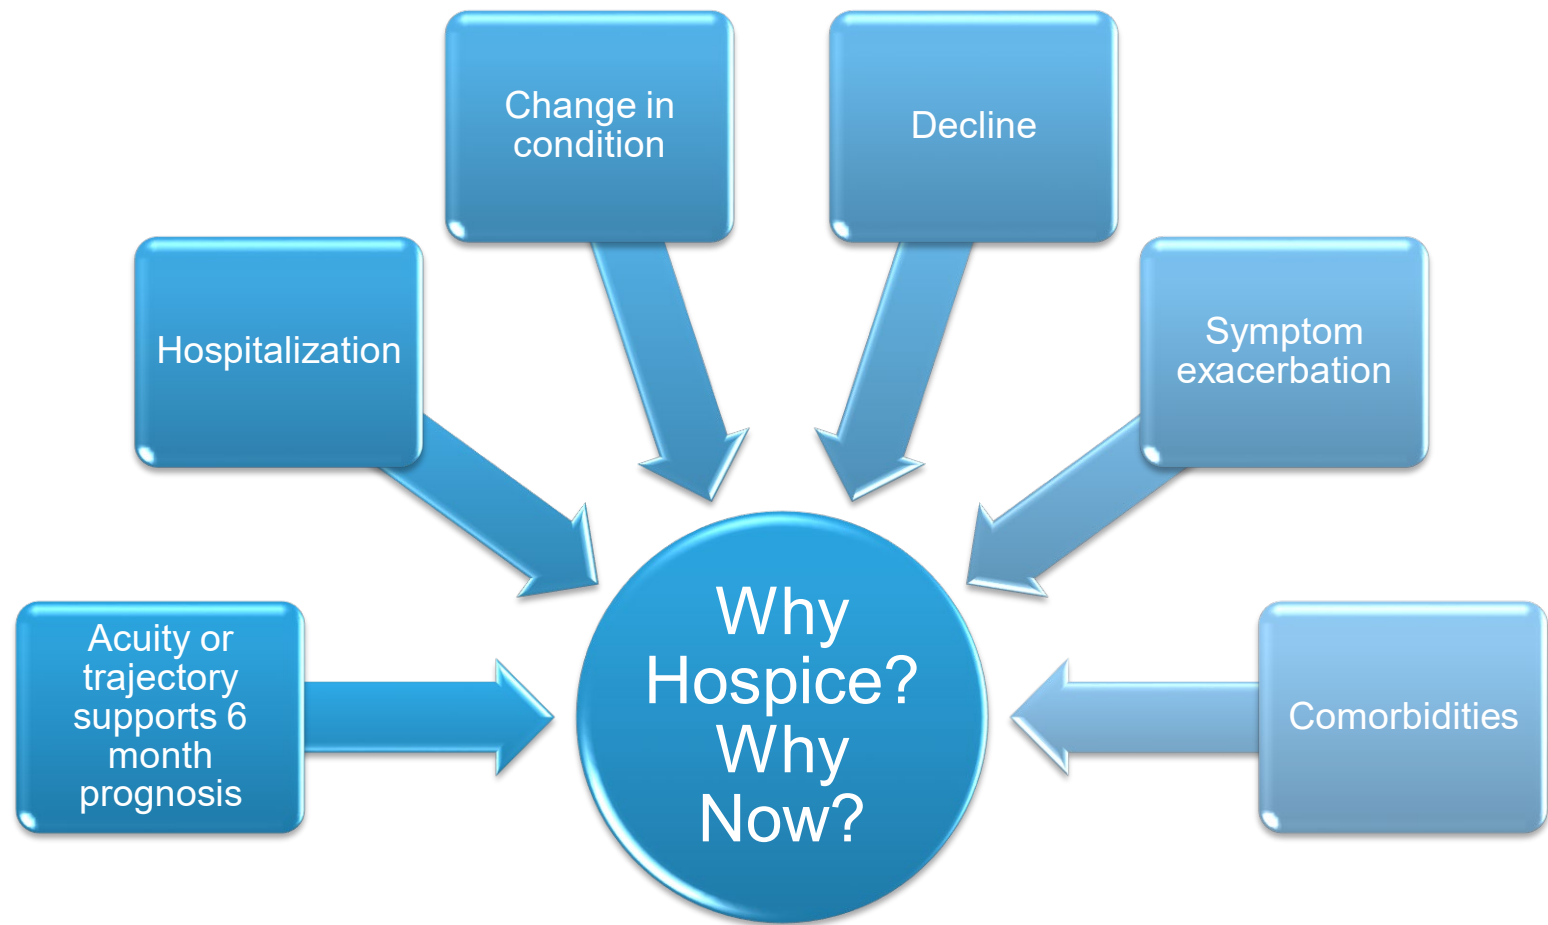 Change in
condition
Decline
Hospitalization
Symptom
exacerbation
Acuity or
trajectory
supports 6
month
prognosis
Why
Hospice?
Why
Now?
Comorbidities